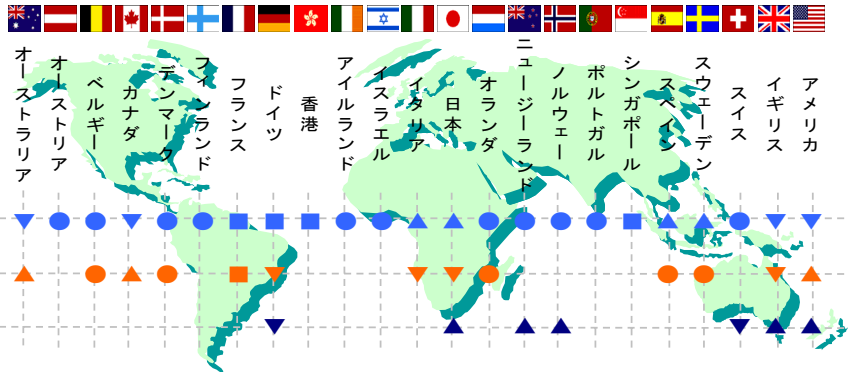 オーストラリア
オーストリア
ベルギー
カナダ
デンマーク
フィンランド
フランス
ドイツ
香港
アイルランド
イスラエル
イタリア
日本
オランダ
ニュージーランド
ノルウェー
ポルトガル
シンガポール
スペイン
スウェーデン
スイス
イギリス
アメリカ